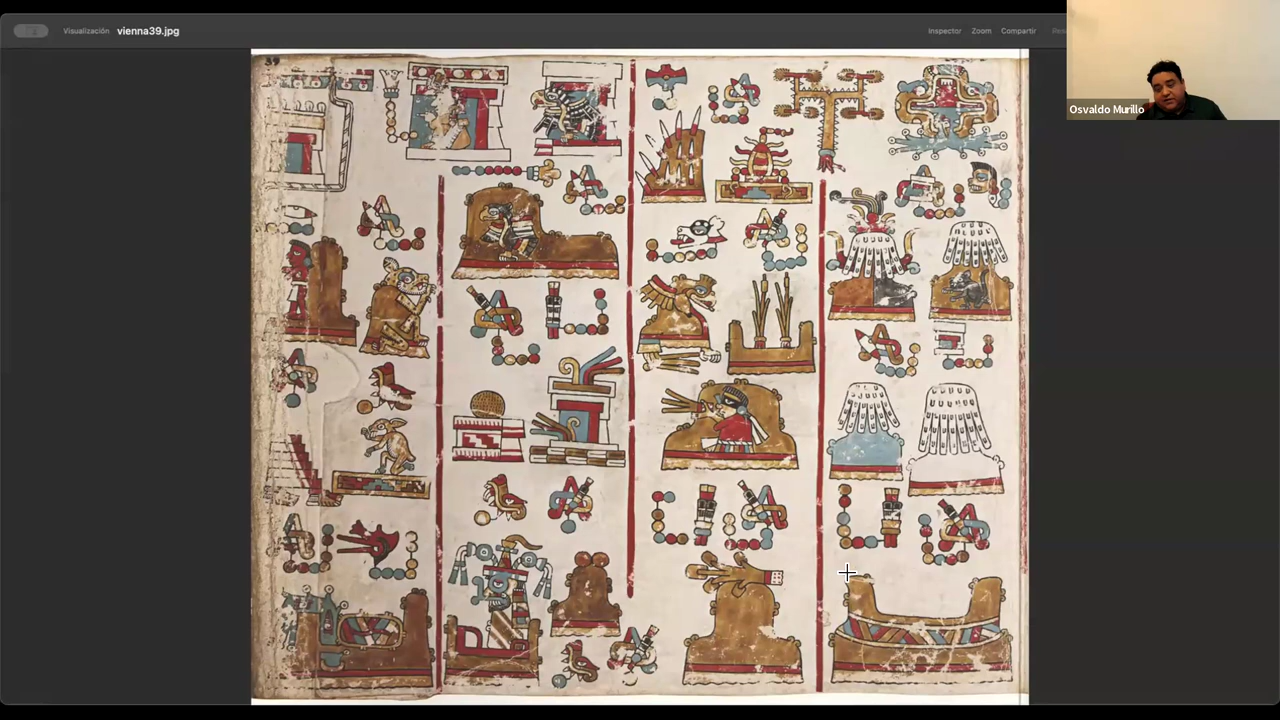 Visualización vienna39.jpg Inspector Zoom Compartir
Osvaldo Murillo
39